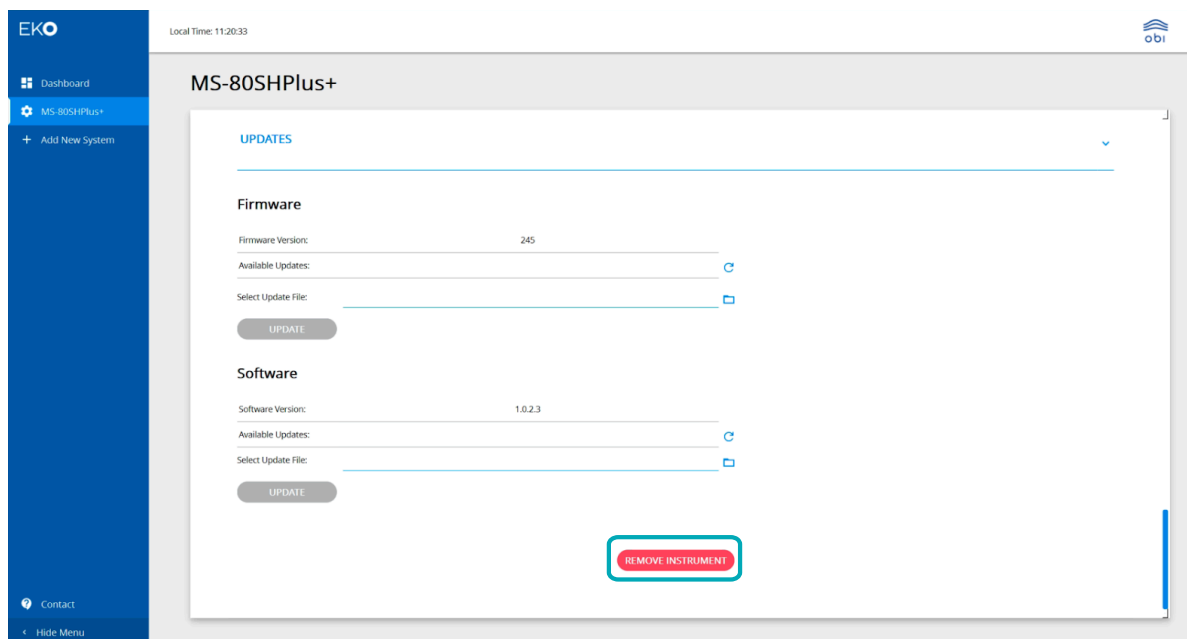 EKO
Local Time: 11:20:33
obi
Dashboard
MS-80SHPlus+
Add New System
MS-80SHPlus+
UPDATES
Firmware
Firmware Version: 245
Available Updates:
Select Update File:
UPDATE
Software
Software Version: 1.0.2.3
Available Updates:
Select Update File:
UPDATE
REMOVE INSTRUMENT
Contact
Hide Menu